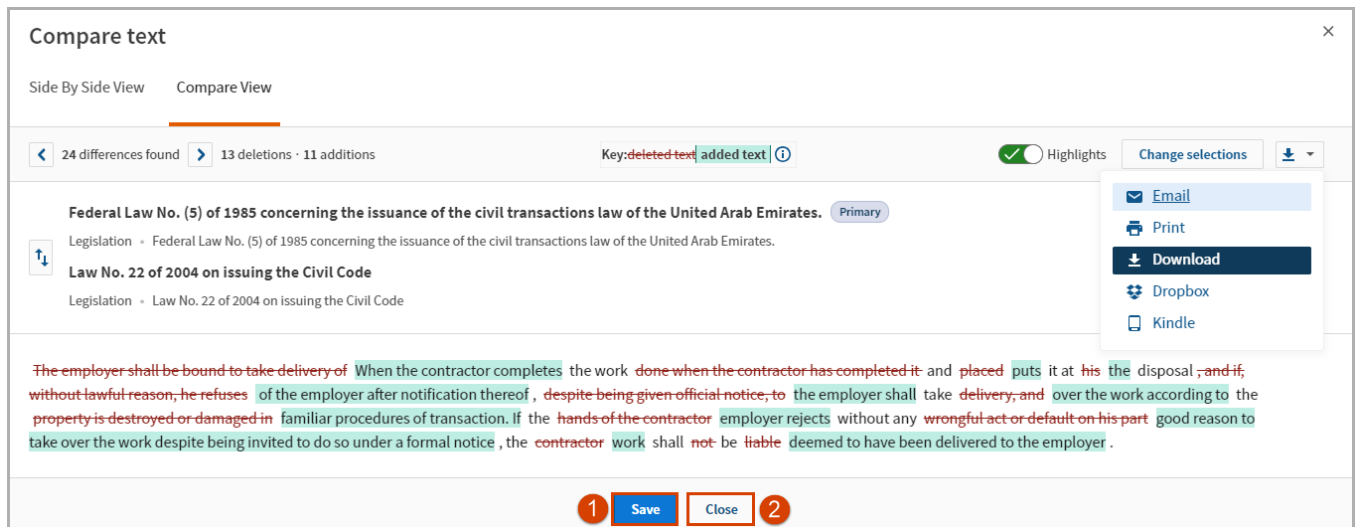 Compare text
Side By Side View Compare View
24 differences found 13 deletions · 11 additions Key:deleted text added text Highlights Change selections
Email
Print
Download
Dropbox
Kindle
Federal Law No. (5) of 1985 concerning the issuance of the civil transactions law of the United Arab Emirates. Primary
Legislation • Federal Law No. (5) of 1985 concerning the issuance of the civil transactions law of the United Arab Emirates.
Law No. 22 of 2004 on issuing the Civil Code
Legislation • Law No. 22 of 2004 on issuing the Civil Code
The employer shall be bound to take delivery of When the contractor completes the work done when the contractor has completed it and placed puts it at his the disposal , and if,
without lawful reason, he refuses of the employer after notification thereof , despite being given official notice, to the employer shall take delivery, and over the work according to the
property is destroyed or damaged in familiar procedures of transaction. If the hands of the contractor employer rejects without any wrongful act or default on his part good reason to
take over the work despite being invited to do so under a formal notice , the contractor work shall not be liable deemed to have been delivered to the employer .
1 Save Close 2